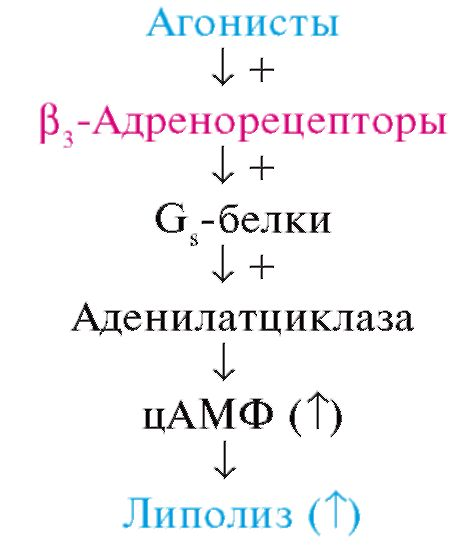 Агонисты
↓ +
β₃-Адренорецепторы
↓ +
Gₛ-белки
↓ +
Аденилатциклаза
↓
цАМФ (↑)
↓
Липолиз (↑)